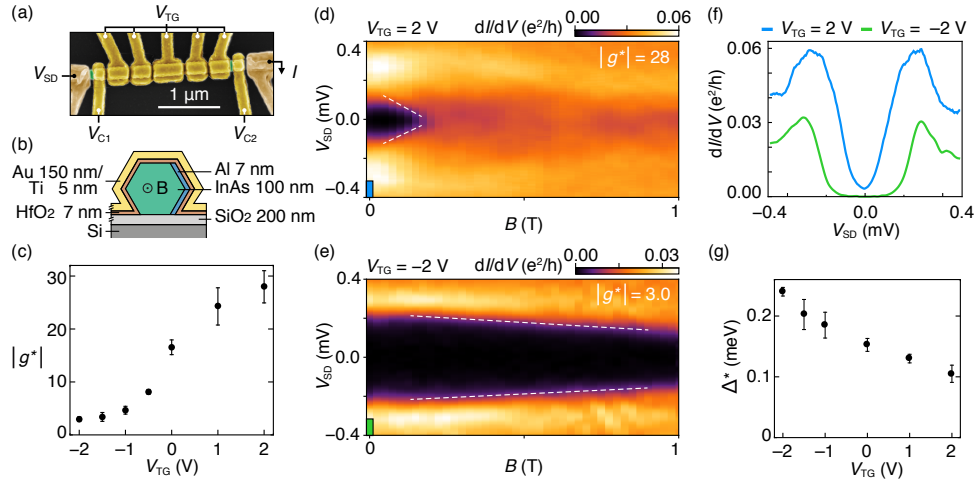 (a)
V_TG
V_SD
I
1 μm
V_C1
V_C2
(b)
Au 150 nm/
Ti 5 nm
HfO2 7 nm
Si
⊙ B
Al 7 nm
InAs 100 nm
SiO2 200 nm
(c)
|g*|
30
20
10
0
−2 −1 0 1 2
V_TG (V)
(d)
V_TG = 2 V
dI/dV (e²/h)
0.00 0.06
|g*| = 28
V_SD (mV)
0.4
0.0
−0.4
0 1
B (T)
(e)
V_TG = −2 V
dI/dV (e²/h)
0.00 0.03
|g*| = 3.0
V_SD (mV)
0.4
0.0
−0.4
0 1
B (T)
(f)
V_TG = 2 V V_TG = −2 V
dI/dV (e²/h)
0.06
0.03
0.00
−0.4 0.0 0.4
V_SD (mV)
(g)
Δ* (meV)
0.2
0.1
0
−2 −1 0 1 2
V_TG (V)